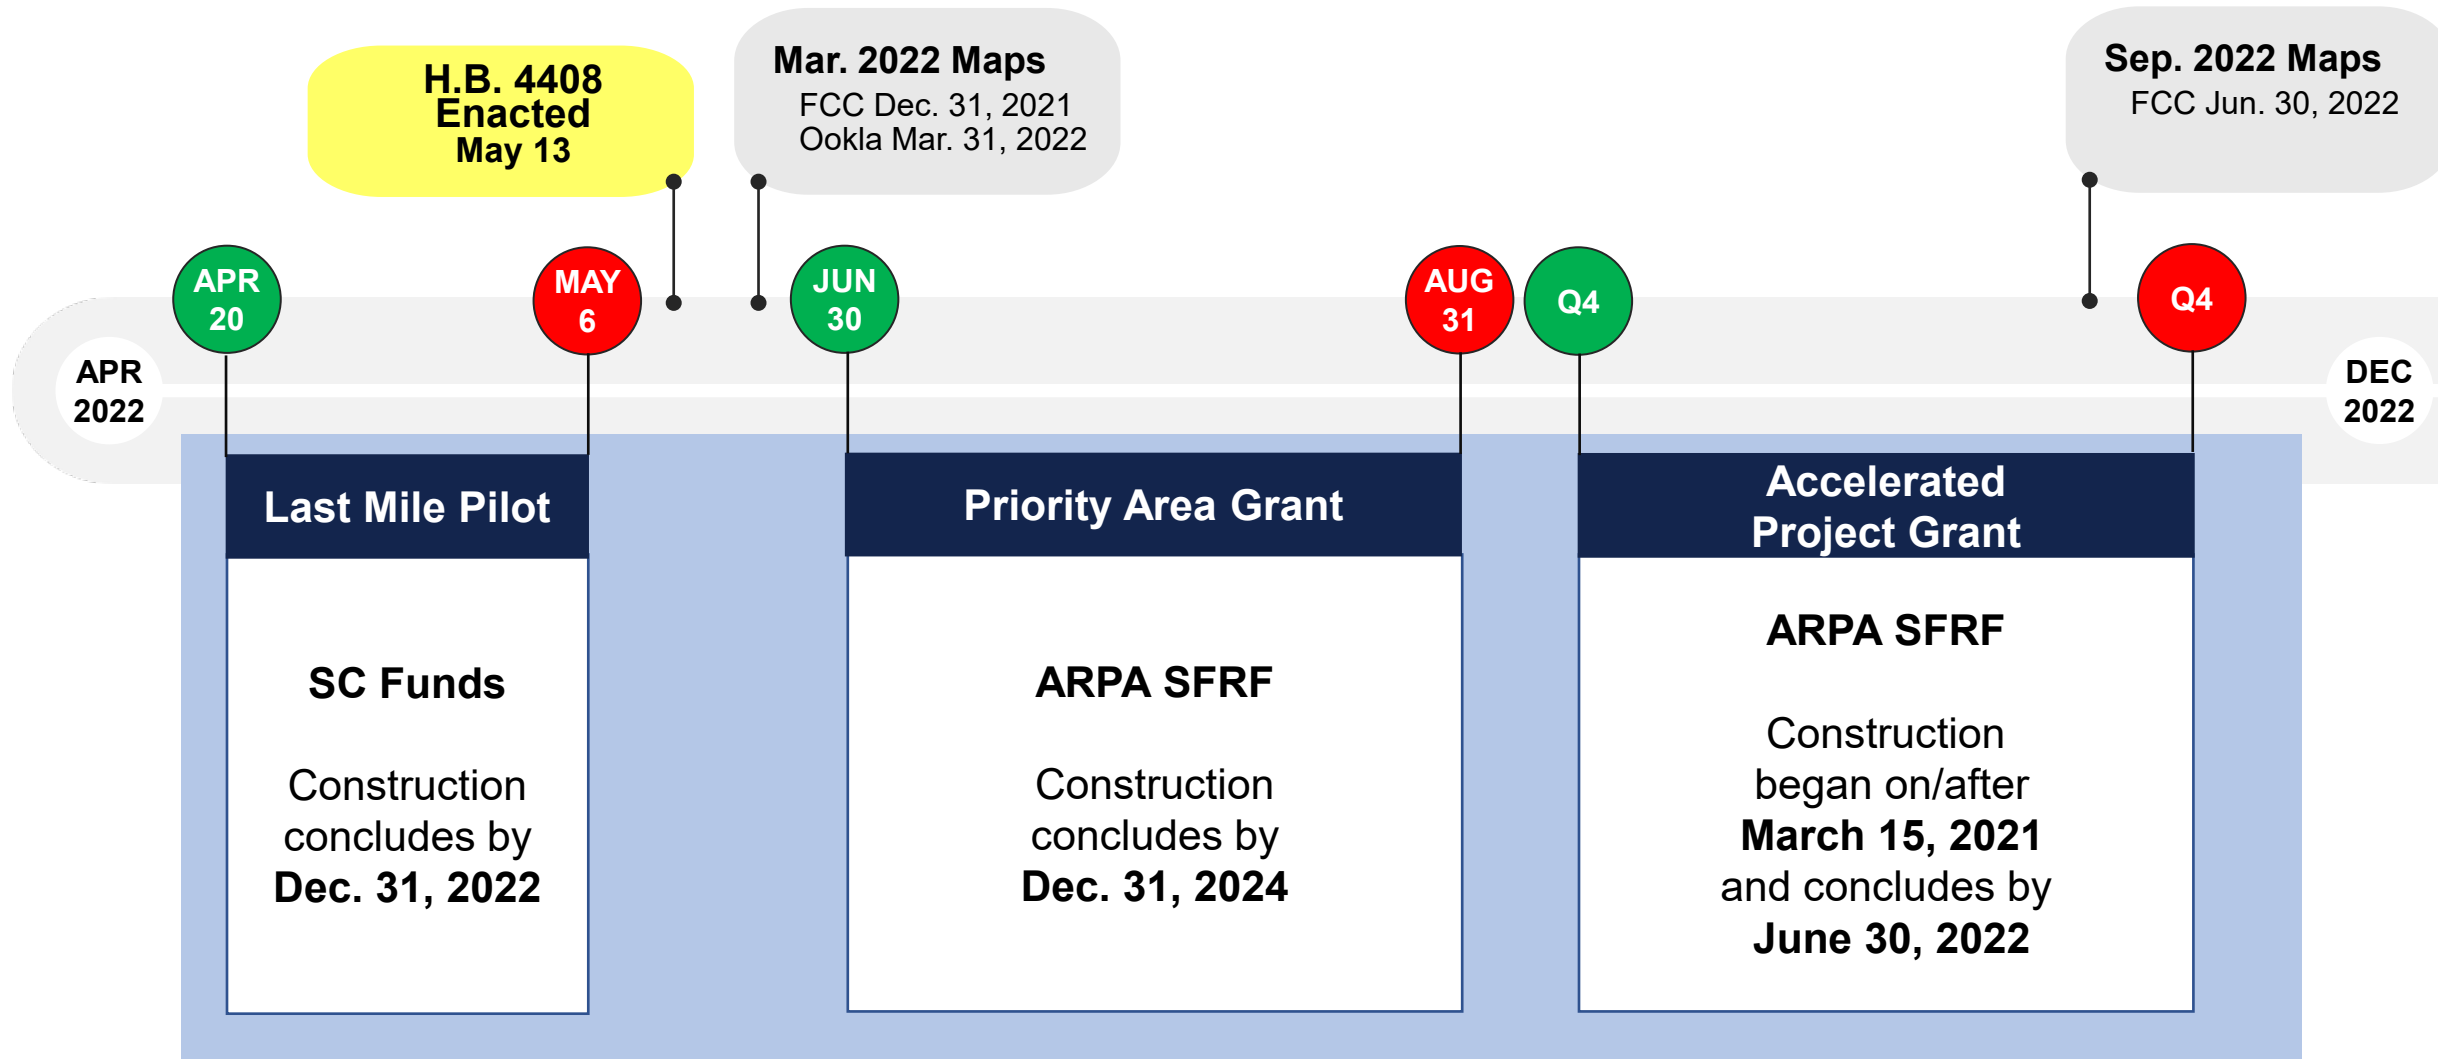 H.B. 4408
Enacted
May 13
Mar. 2022 Maps
FCC Dec. 31, 2021
Ookla Mar. 31, 2022
Sep. 2022 Maps
FCC Jun. 30, 2022
APR
20
MAY
6
JUN
30
AUG
31
Q4
Q4
APR
2022
DEC
2022
Last Mile Pilot
SC Funds
Construction
concludes by
Dec. 31, 2022
Priority Area Grant
ARPA SFRF
Construction
concludes by
Dec. 31, 2024
Accelerated
Project Grant
ARPA SFRF
Construction
began on/after
March 15, 2021
and concludes by
June 30, 2022